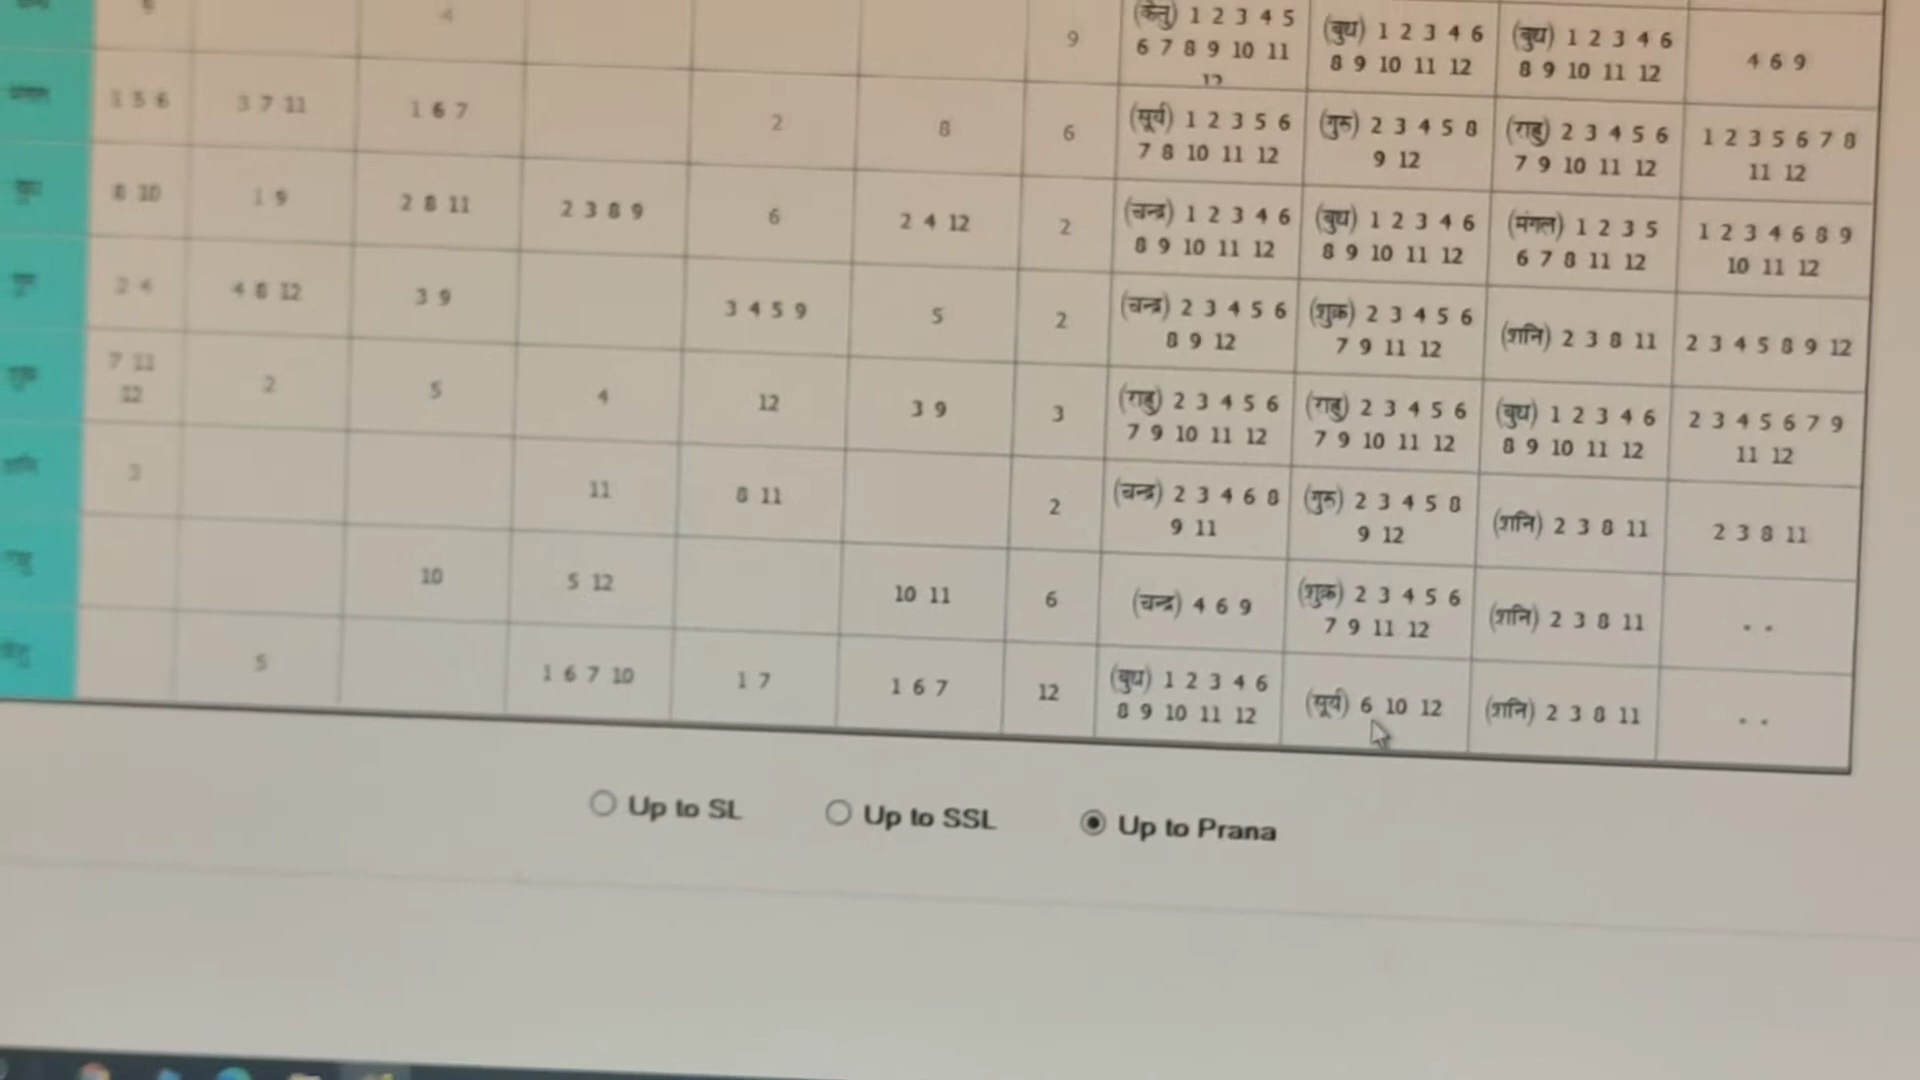 4
9
(केतु) 1 2 3 4 5
6 7 8 9 10 11
12
(बुध) 1 2 3 4 6
8 9 10 11 12
(बुध) 1 2 3 4 6
8 9 10 11 12
4 6 9
मंगल
1 5 6
3 7 11
1 6 7
2
8
6
(सूर्य) 1 2 3 5 6
7 8 10 11 12
(गुरू) 2 3 4 5 8
9 12
(राहु) 2 3 4 5 6
7 9 10 11 12
1 2 3 5 6 7 8
11 12
बुध
8 10
1 9
2 8 11
2 3 8 9
6
2 4 12
2
(चन्द्र) 1 2 3 4 6
8 9 10 11 12
(बुध) 1 2 3 4 6
8 9 10 11 12
(मंगल) 1 2 3 5
6 7 8 11 12
1 2 3 4 6 8 9
10 11 12
2 4
4 8 12
3 9
3 4 5 9
5
2
(चन्द्र) 2 3 4 5 6
8 9 12
(शुक्र) 2 3 4 5 6
7 9 11 12
(शनि) 2 3 8 11
2 3 4 5 8 9 12
7 11
12
2
5
4
12
3 9
3
(राहु) 2 3 4 5 6
7 9 10 11 12
(राहु) 2 3 4 5 6
7 9 10 11 12
(बुध) 1 2 3 4 6
8 9 10 11 12
2 3 4 5 6 7 9
11 12
शनि
3
11
8 11
2
(चन्द्र) 2 3 4 6 8
9 11
(गुरू) 2 3 4 5 8
9 12
(शनि) 2 3 8 11
2 3 8 11
10
5 12
10 11
6
(चन्द्र) 4 6 9
(शुक्र) 2 3 4 5 6
7 9 11 12
(शनि) 2 3 8 11
. .
5
1 6 7 10
1 7
1 6 7
12
(बुध) 1 2 3 4 6
8 9 10 11 12
(सूर्य) 6 10 12
(शनि) 2 3 8 11
. .
Up to SL
Up to SSL
Up to Prana